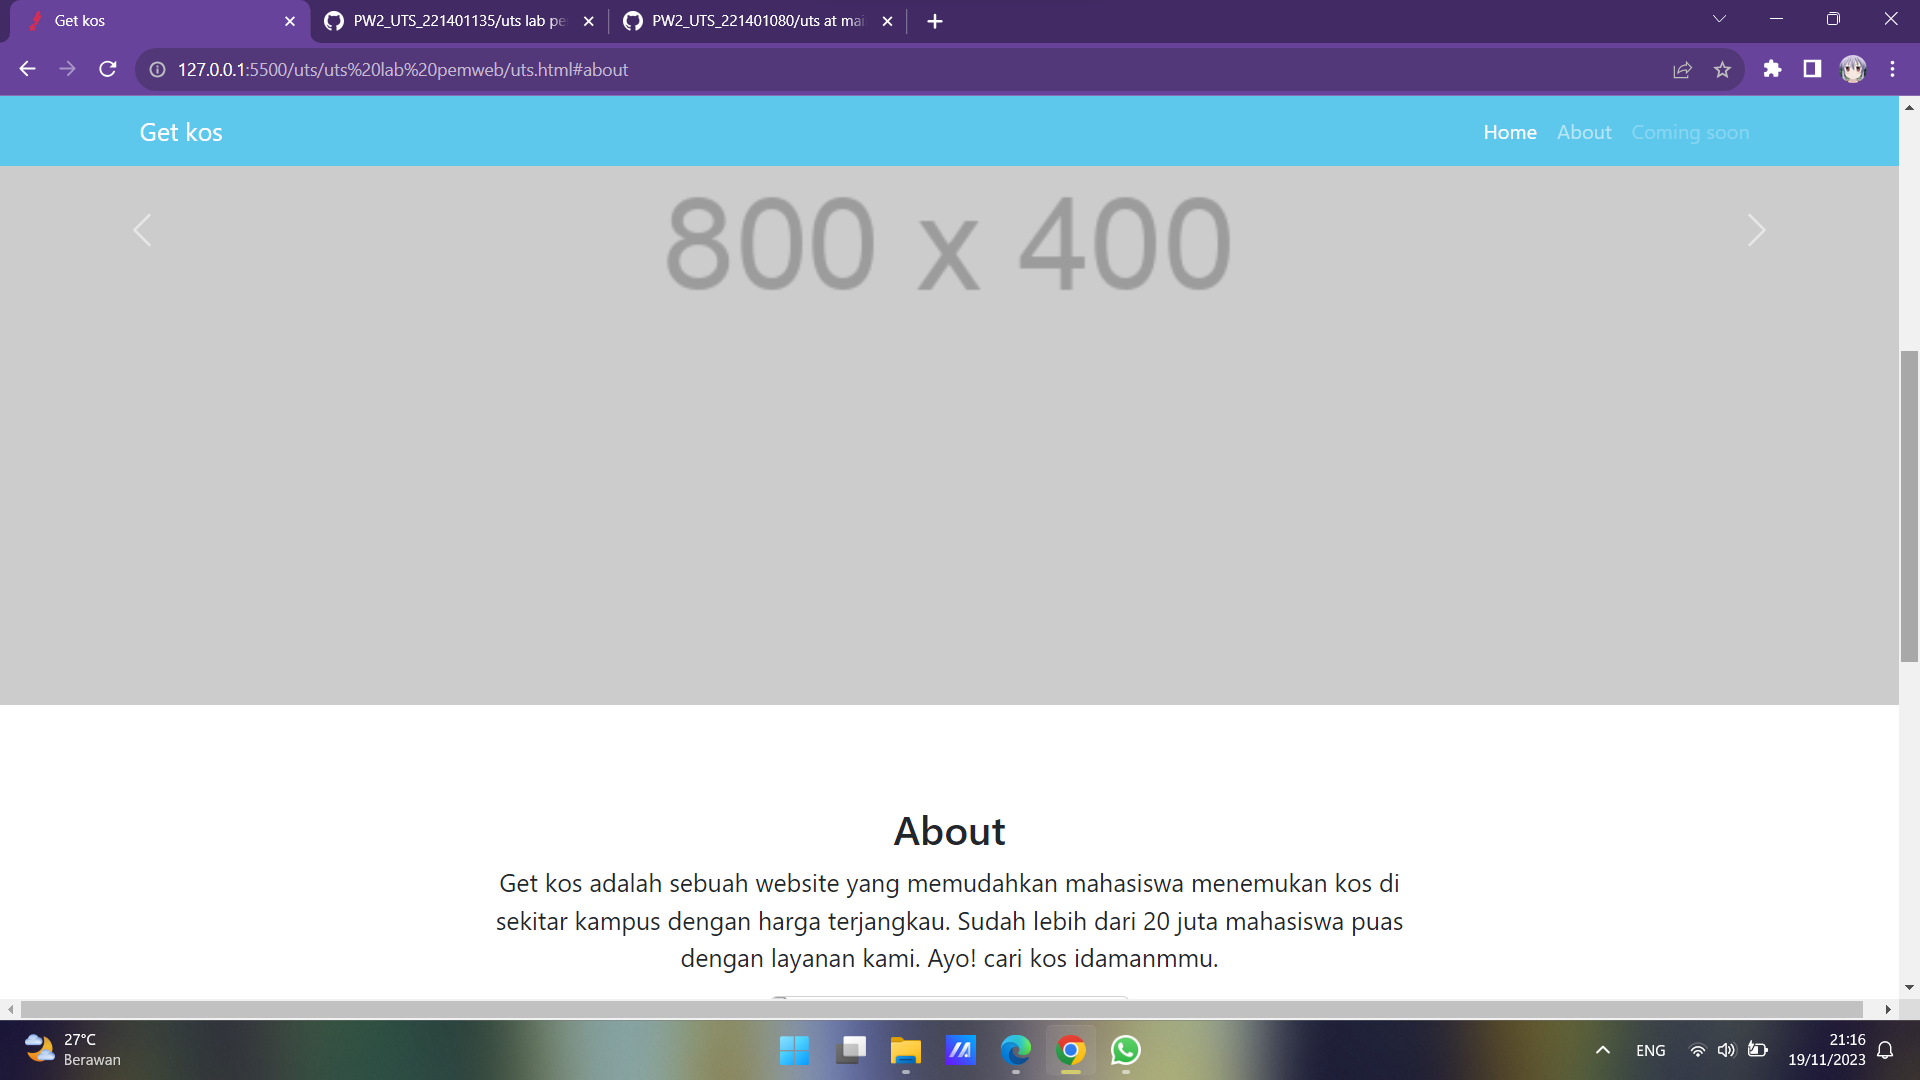 Get kos
PW2_UTS_221401135/uts lab pe
PW2_UTS_221401080/uts at mai
127.0.0.1:5500/uts/uts%20lab%20pemweb/uts.html#about
Get kos
Home About Coming soon
800 x 400
About
Get kos adalah sebuah website yang memudahkan mahasiswa menemukan kos di
sekitar kampus dengan harga terjangkau. Sudah lebih dari 20 juta mahasiswa puas
dengan layanan kami. Ayo! cari kos idamanmmu.
27°C
Berawan
ENG
21:16
19/11/2023